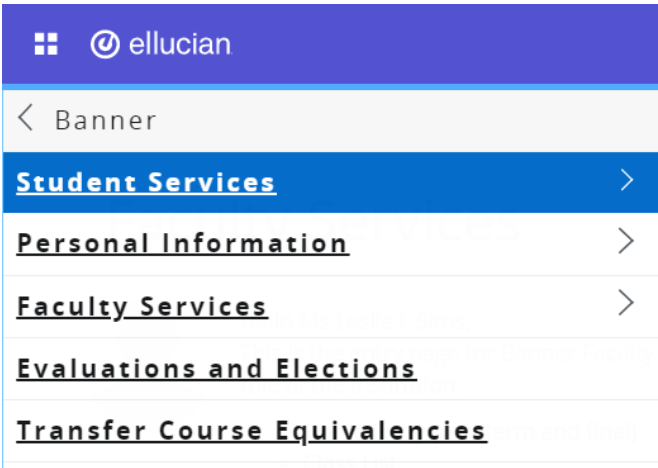 ellucian
Banner
Student Services
Personal Information
Faculty Services
Evaluations and Elections
Transfer Course Equivalencies